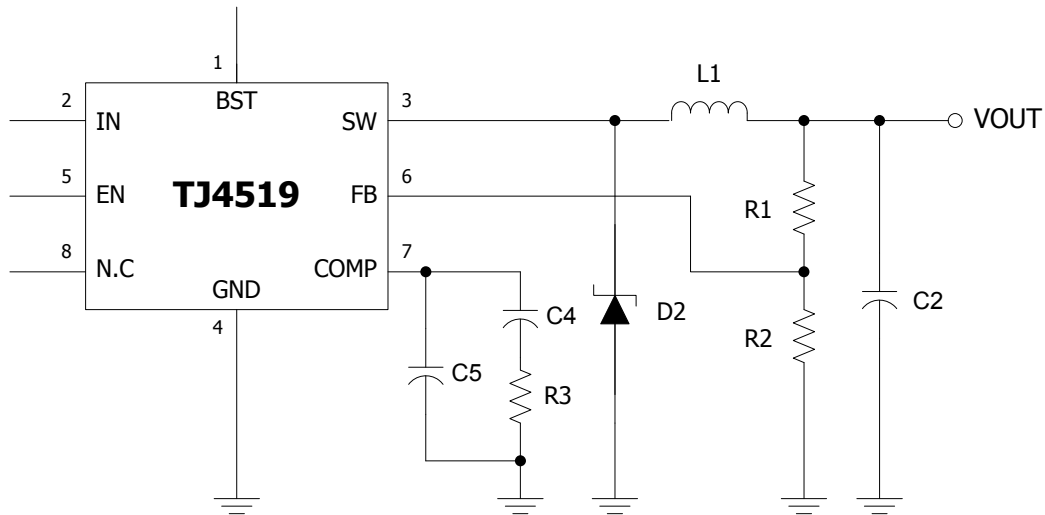 1
BST
2
IN
3
SW
5
EN
TJ4519
6
FB
8
N.C
7
COMP
GND
4
L1
VOUT
R1
R2
C2
D2
C4
C5
R3